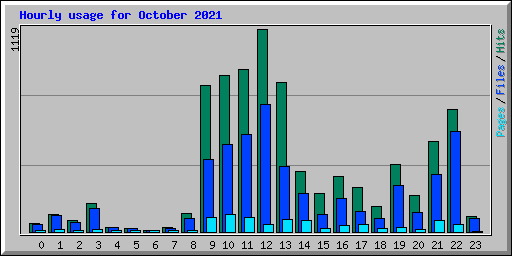 Hourly usage for October 2021
1119
Pages/Files/Hits
0 1 2 3 4 5 6 7 8 9 10 11 12 13 14 15 16 17 18 19 20 21 22 23